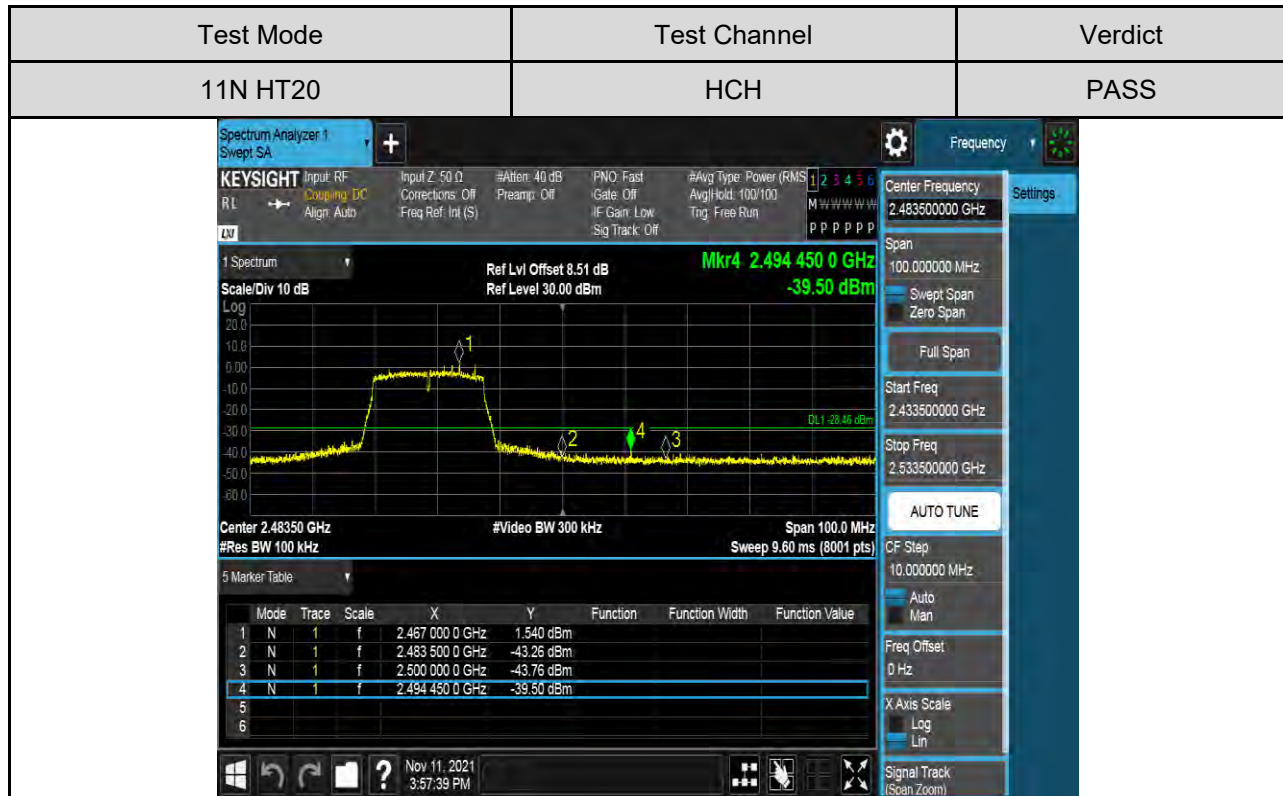 Test Mode Test Channel Verdict
11N HT20 HCH PASS
Spectrum Analyzer 1
Swept SA
+
Frequency
KEYSIGHT Input: RF Input Z: 50 Ω #Atten: 40 dB PNO: Fast #Avg Type: Power (RMS 1 2 3 4 5 6
RL Coupling: DC Corrections: Off Preamp: Off Gate: Off Avg|Hold: 100/100 M W W W W W
Align: Auto Freq Ref: Int (S) IF Gain: Low Trig: Free Run
LXI Sig Track: Off P P P P P P
Center Frequency
2.483500000 GHz
Settings
1 Spectrum
Ref Lvl Offset 8.51 dB Mkr4 2.494 450 0 GHz
Scale/Div 10 dB Ref Level 30.00 dBm -39.50 dBm
Log
20.0
10.0
0.00
-10.0
-20.0
-30.0
-40.0
-50.0
-60.0
1
2
4
3
DL1 -28.46 dBm
Center 2.48350 GHz #Video BW 300 kHz Span 100.0 MHz
#Res BW 100 kHz Sweep 9.60 ms (8001 pts)
Span
100.000000 MHz
Swept Span
Zero Span
Full Span
Start Freq
2.433500000 GHz
Stop Freq
2.533500000 GHz
AUTO TUNE
CF Step
10.000000 MHz
Auto
Man
Freq Offset
0 Hz
X Axis Scale
Log
Lin
Signal Track
(Span Zoom)
5 Marker Table
Mode Trace Scale X Y Function Function Width Function Value
1 N 1 f 2.467 000 0 GHz 1.540 dBm
2 N 1 f 2.483 500 0 GHz -43.26 dBm
3 N 1 f 2.500 000 0 GHz -43.76 dBm
4 N 1 f 2.494 450 0 GHz -39.50 dBm
5
6
? Nov 11, 2021
3:57:39 PM